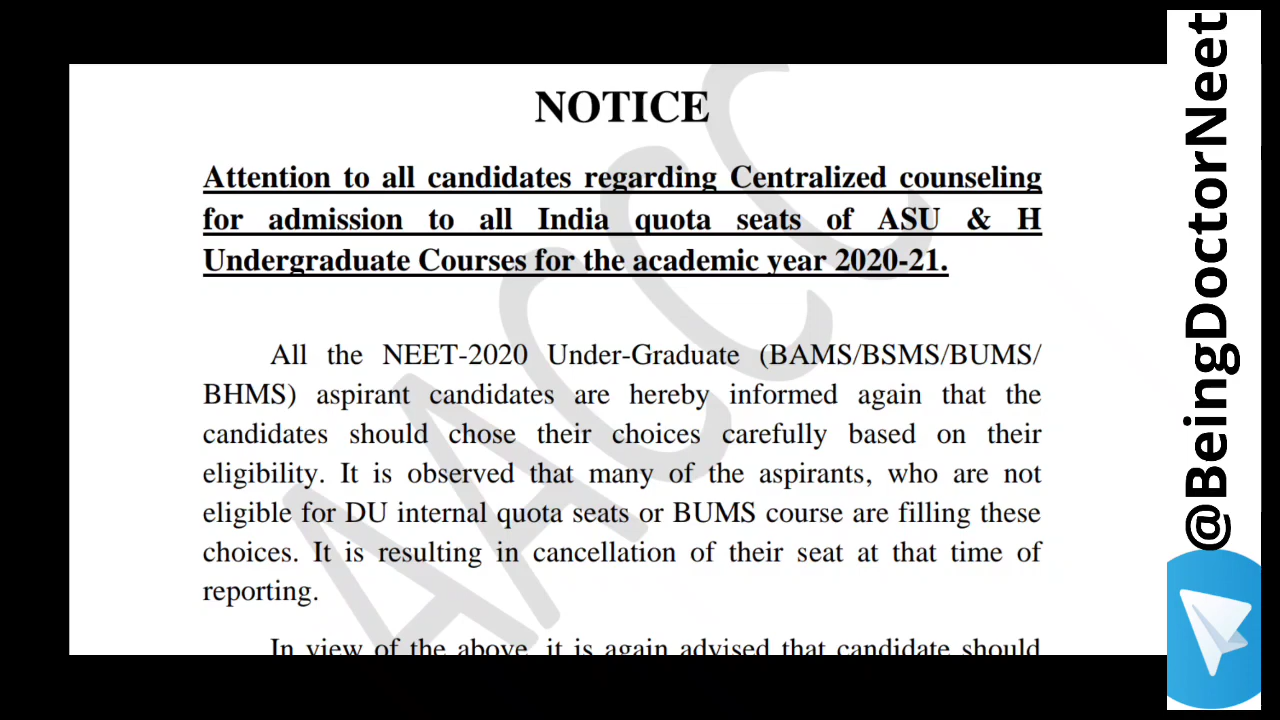 NOTICE
Attention to all candidates regarding Centralized counseling
for admission to all India quota seats of ASU & H
Undergraduate Courses for the academic year 2020-21.
All the NEET-2020 Under-Graduate (BAMS/BSMS/BUMS/
BHMS) aspirant candidates are hereby informed again that the
candidates should chose their choices carefully based on their
eligibility. It is observed that many of the aspirants, who are not
eligible for DU internal quota seats or BUMS course are filling these
choices. It is resulting in cancellation of their seat at that time of
reporting.
In view of the above, it is again advised that candidate should
AACCC
@BeingDoctorNeet